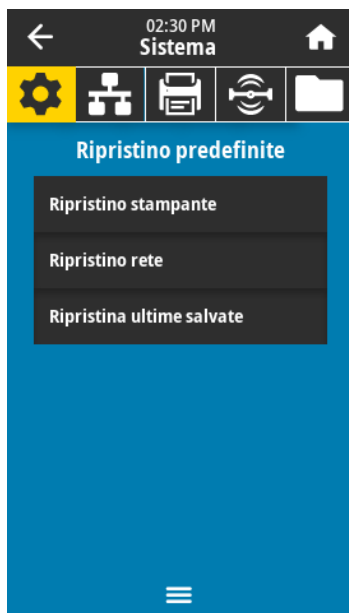 02:30 PM
Sistema
Ripristino predefinite
Ripristino stampante
Ripristino rete
Ripristina ultime salvate